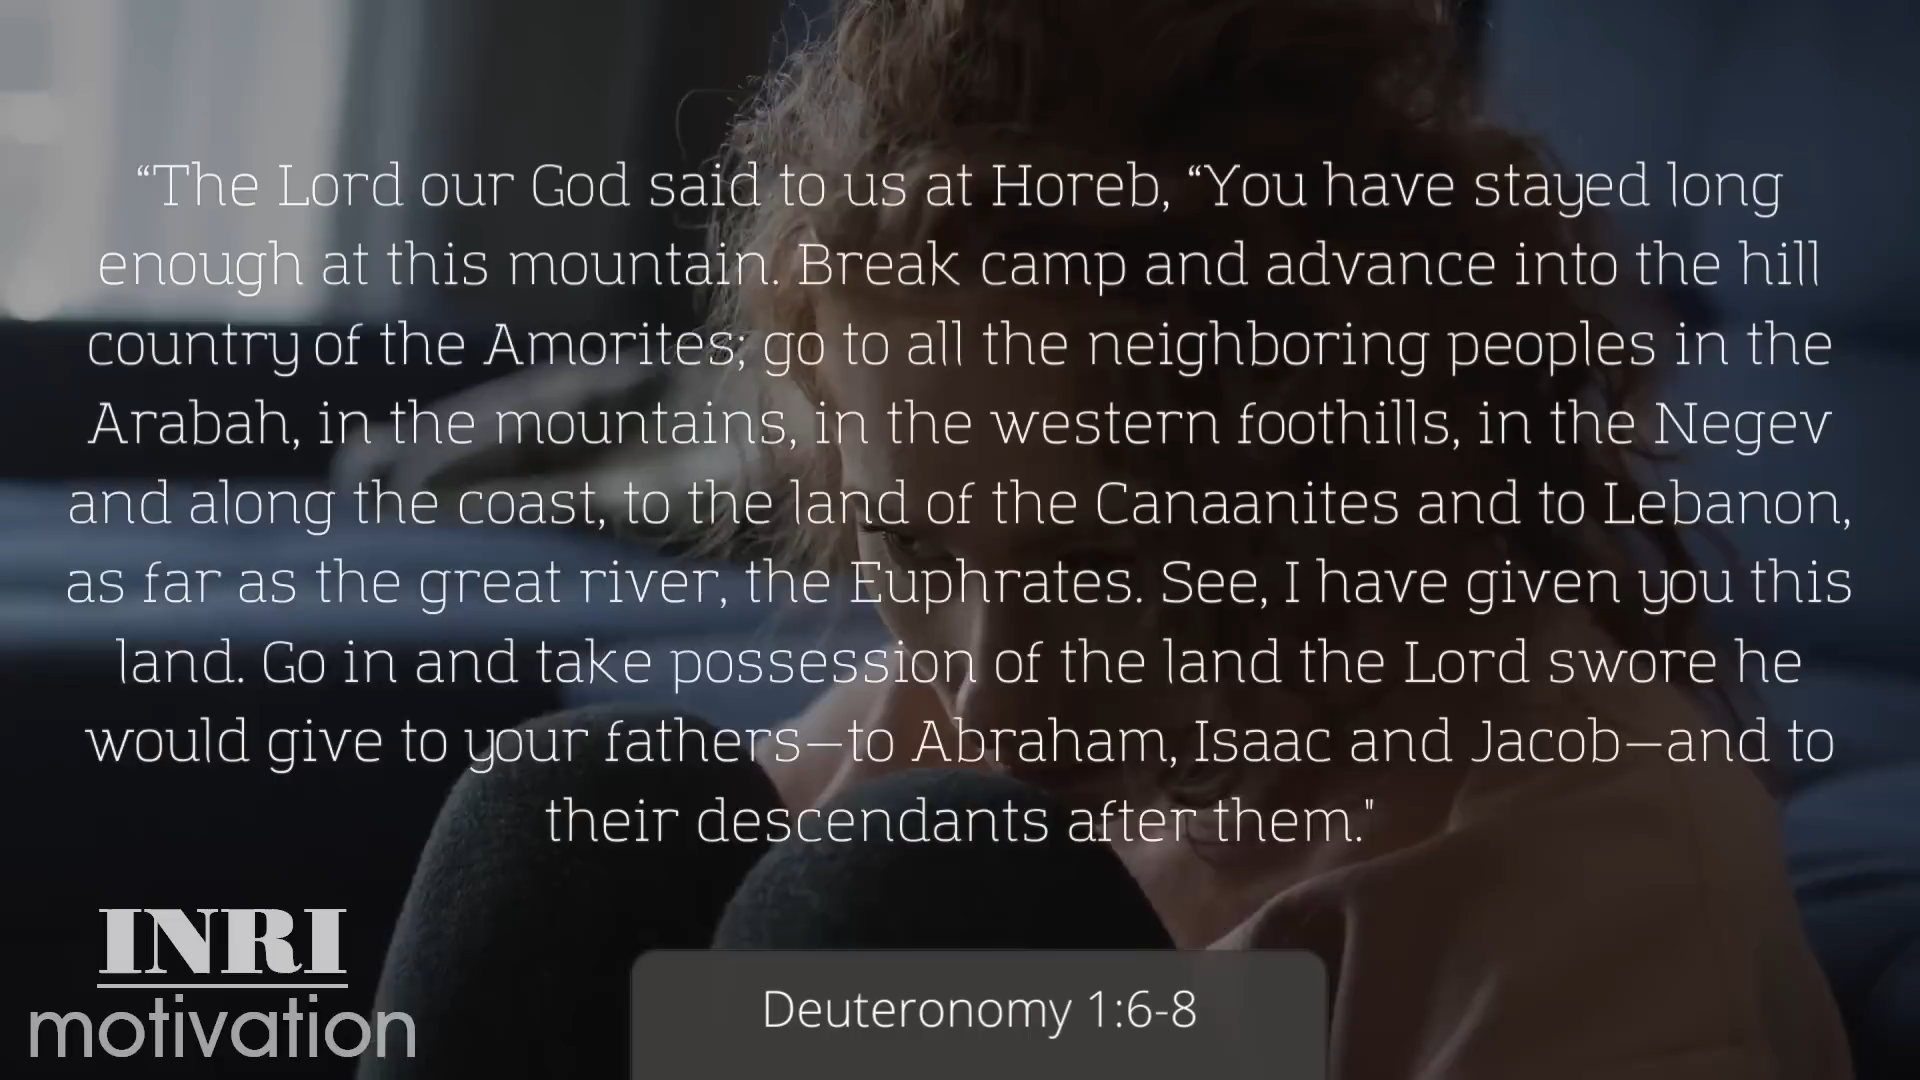 “The Lord our God said to us at Horeb, “You have stayed long
enough at this mountain. Break camp and advance into the hill
country of the Amorites; go to all the neighboring peoples in the
Arabah, in the mountains, in the western foothills, in the Negev
and along the coast, to the land of the Canaanites and to Lebanon,
as far as the great river, the Euphrates. See, I have given you this
land. Go in and take possession of the land the Lord swore he
would give to your fathers—to Abraham, Isaac and Jacob—and to
their descendants after them."
INRI
motivation
Deuteronomy 1:6-8